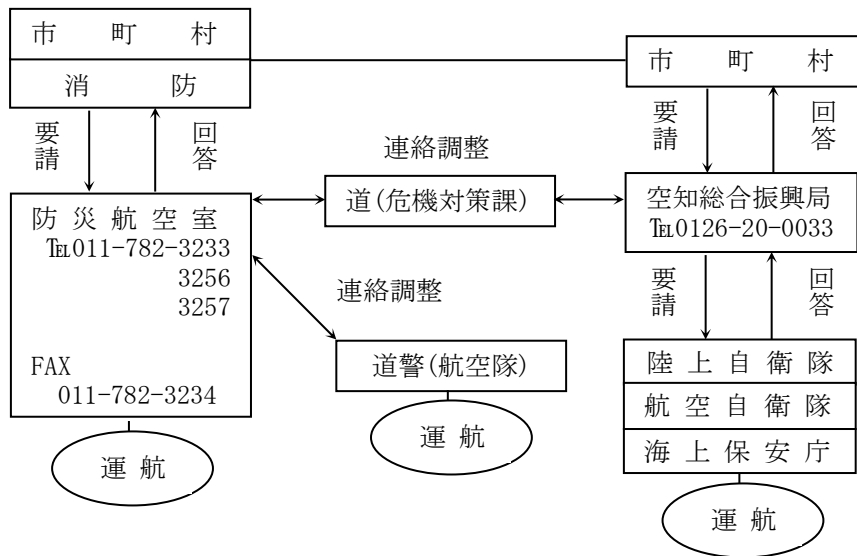 市 町 村
消 防
要請
回答
防 災 航 空 室
℡011-782-3233
3256
3257
FAX
011-782-3234
運 航
連絡調整
道(危機対策課)
連絡調整
道警(航空隊)
運 航
市 町 村
要請
回答
空知総合振興局
℡0126-20-0033
要請
回答
陸 上 自 衛 隊
航 空 自 衛 隊
海 上 保 安 庁
運 航